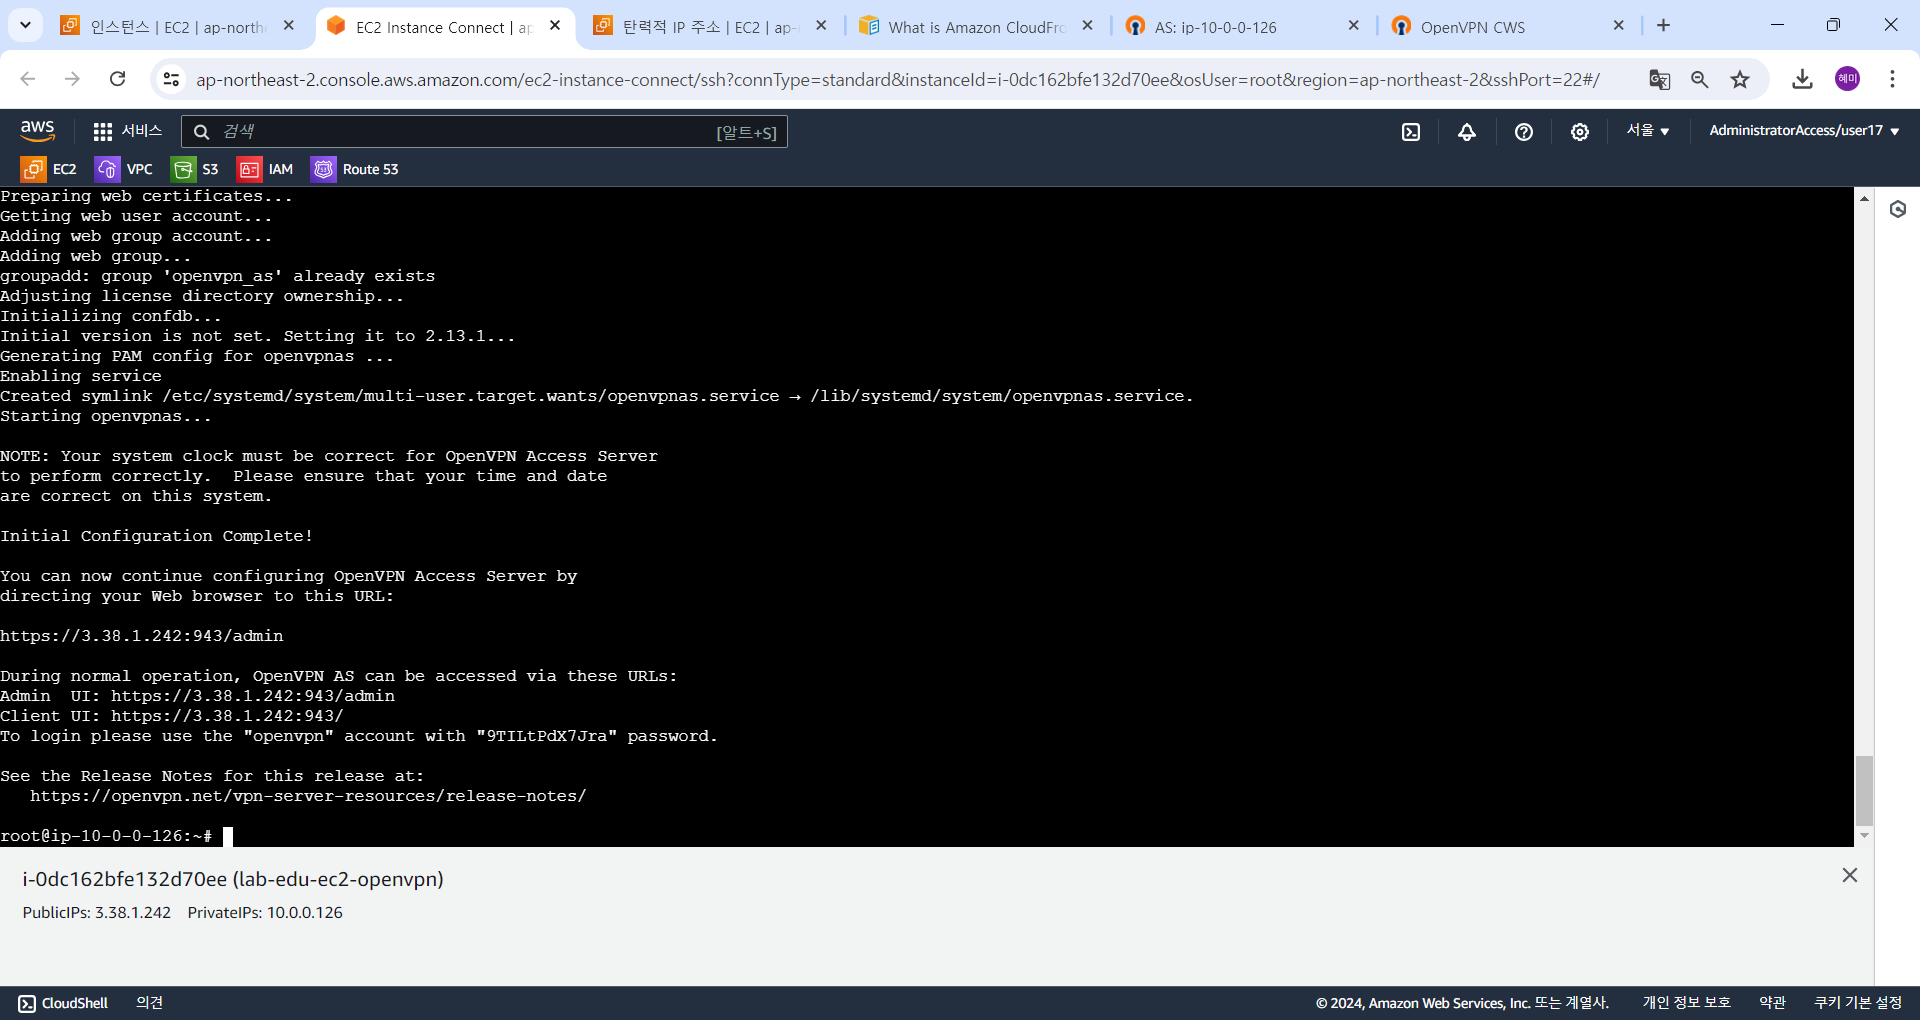 인스턴스 | EC2 | ap-north
EC2 Instance Connect | ap
탄력적 IP 주소 | EC2 | ap-
What is Amazon CloudFro
AS: ip-10-0-0-126
OpenVPN CWS
ap-northeast-2.console.aws.amazon.com/ec2-instance-connect/ssh?connType=standard&instanceId=i-0dc162bfe132d70ee&osUser=root&region=ap-northeast-2&sshPort=22#/
혜미
aws
서비스
검색
[알트+S]
서울
AdministratorAccess/user17
EC2
VPC
S3
IAM
Route 53
Preparing web certificates...
Getting web user account...
Adding web group account...
Adding web group...
groupadd: group 'openvpn_as' already exists
Adjusting license directory ownership...
Initializing confdb...
Initial version is not set. Setting it to 2.13.1...
Generating PAM config for openvpnas ...
Enabling service
Created symlink /etc/systemd/system/multi-user.target.wants/openvpnas.service → /lib/systemd/system/openvpnas.service.
Starting openvpnas...
NOTE: Your system clock must be correct for OpenVPN Access Server
to perform correctly.  Please ensure that your time and date
are correct on this system.
Initial Configuration Complete!
You can now continue configuring OpenVPN Access Server by
directing your Web browser to this URL:
https://3.38.1.242:943/admin
During normal operation, OpenVPN AS can be accessed via these URLs:
Admin  UI: https://3.38.1.242:943/admin
Client UI: https://3.38.1.242:943/
To login please use the "openvpn" account with "9TILtPdX7Jra" password.
See the Release Notes for this release at:
   https://openvpn.net/vpn-server-resources/release-notes/
root@ip-10-0-0-126:~#
i-0dc162bfe132d70ee (lab-edu-ec2-openvpn)
PublicIPs: 3.38.1.242    PrivateIPs: 10.0.0.126
CloudShell
의견
© 2024, Amazon Web Services, Inc. 또는 계열사.
개인 정보 보호
약관
쿠키 기본 설정